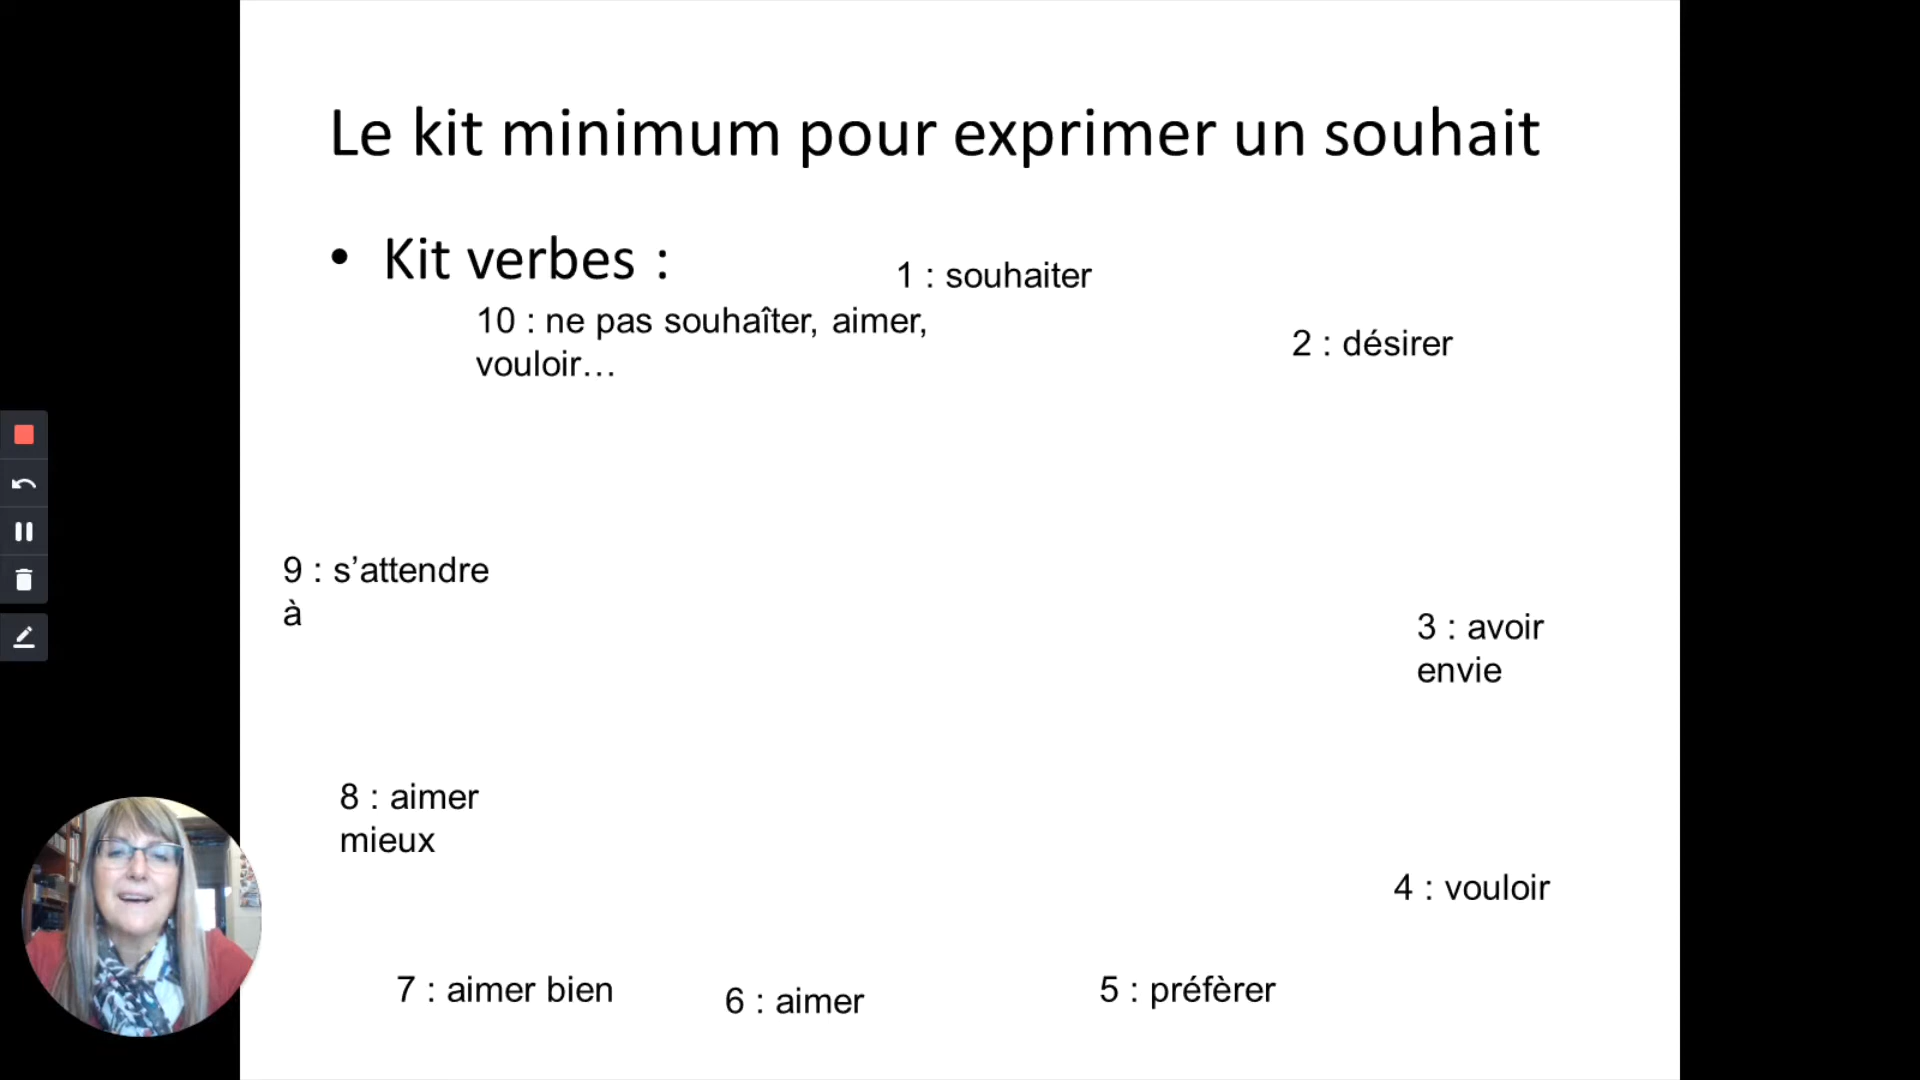 Le kit minimum pour exprimer un souhait
• Kit verbes :
1 : souhaiter
10 : ne pas souhaîter, aimer,
vouloir…
2 : désirer
9 : s’attendre
à
3 : avoir
envie
8 : aimer
mieux
4 : vouloir
7 : aimer bien
6 : aimer
5 : préfèrer